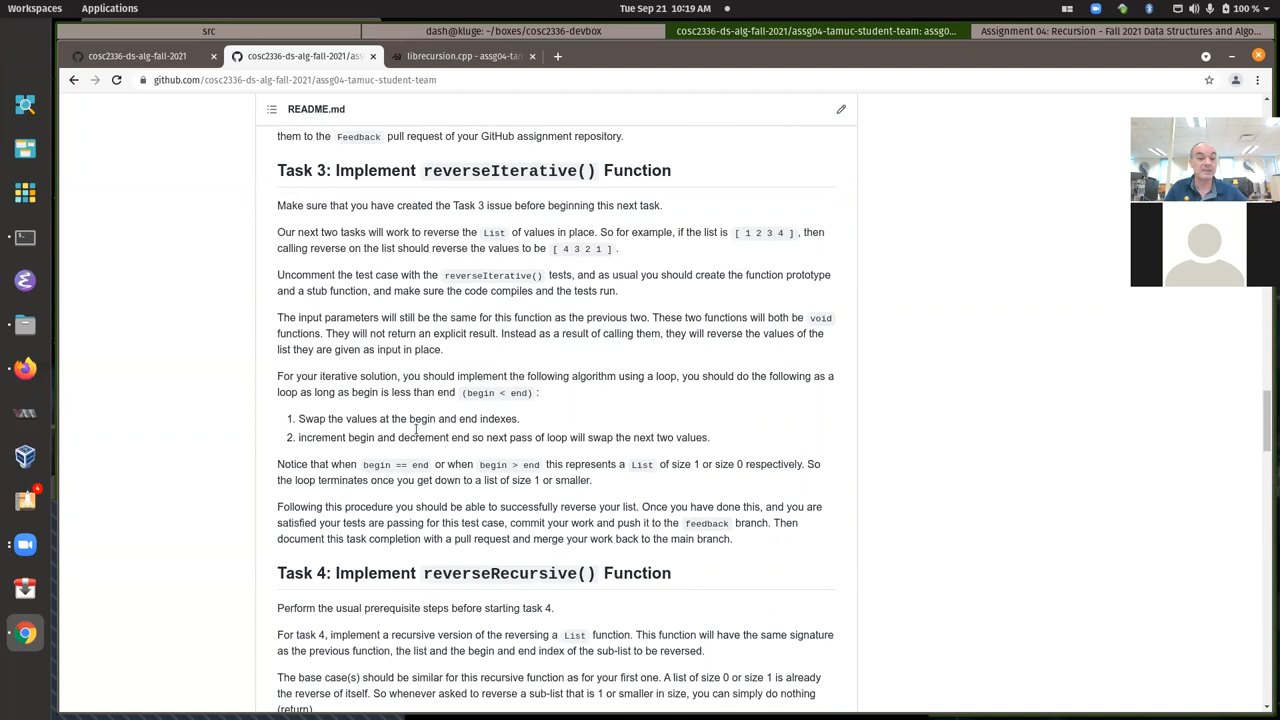 Workspaces Applications Tue Sep 21 10:19 AM 100 %
src dash@kluge: ~/boxes/cosc2336-devbox cosc2336-ds-alg-fall-2021/assg04-tamuc-student-team: assg0... Assignment 04: Recursion - Fall 2021 Data Structures and Algo...
cosc2336-ds-alg-fall-2021 cosc2336-ds-alg-fall-2021/ass librecursion.cpp - assg04-tam
github.com/cosc2336-ds-alg-fall-2021/assg04-tamuc-student-team
README.md
them to the Feedback pull request of your GitHub assignment repository.
Task 3: Implement reverseIterative() Function
Make sure that you have created the Task 3 issue before beginning this next task.
Our next two tasks will work to reverse the List of values in place. So for example, if the list is [ 1 2 3 4 ] , then
calling reverse on the list should reverse the values to be [ 4 3 2 1 ] .
Uncomment the test case with the reverseIterative() tests, and as usual you should create the function prototype
and a stub function, and make sure the code compiles and the tests run.
The input parameters will still be the same for this function as the previous two. These two functions will both be void
functions. They will not return an explicit result. Instead as a result of calling them, they will reverse the values of the
list they are given as input in place.
For your iterative solution, you should implement the following algorithm using a loop, you should do the following as a
loop as long as begin is less than end (begin < end) :
1. Swap the values at the begin and end indexes.
2. increment begin and decrement end so next pass of loop will swap the next two values.
Notice that when begin == end or when begin > end this represents a List of size 1 or size 0 respectively. So
the loop terminates once you get down to a list of size 1 or smaller.
Following this procedure you should be able to successfully reverse your list. Once you have done this, and you are
satisfied your tests are passing for this test case, commit your work and push it to the feedback branch. Then
document this task completion with a pull request and merge your work back to the main branch.
Task 4: Implement reverseRecursive() Function
Perform the usual prerequisite steps before starting task 4.
For task 4, implement a recursive version of the reversing a List function. This function will have the same signature
as the previous function, the list and the begin and end index of the sub-list to be reversed.
The base case(s) should be similar for this recursive function as for your first one. A list of size 0 or size 1 is already
the reverse of itself. So whenever asked to reverse a sub-list that is 1 or smaller in size, you can simply do nothing
(return)